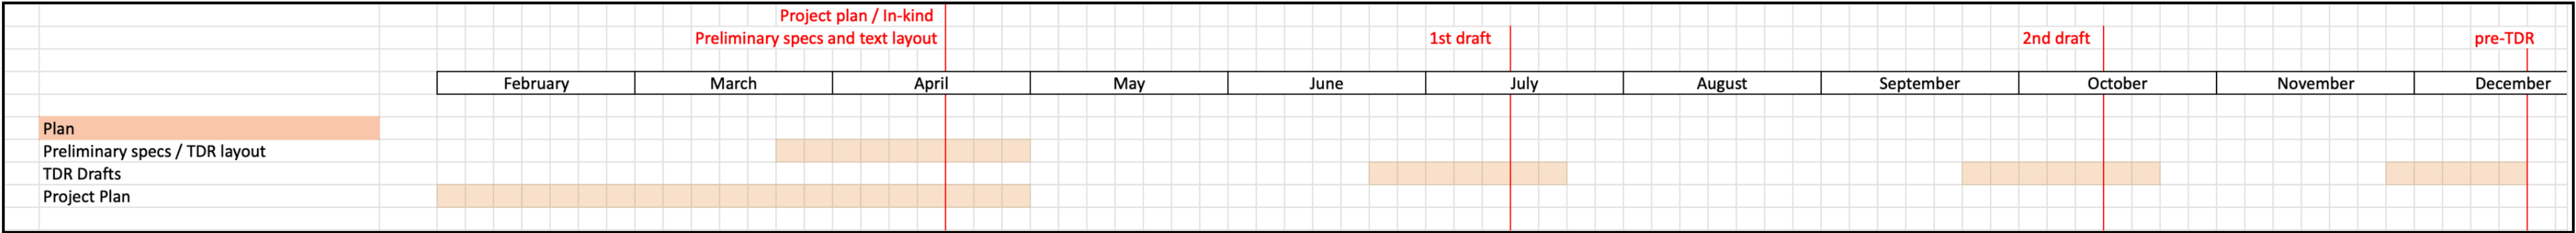 Project plan / In-kind
Preliminary specs and text layout 1st draft 2nd draft pre-TDR
February March April May June July August September October November December
Plan
Preliminary specs / TDR layout
TDR Drafts
Project Plan